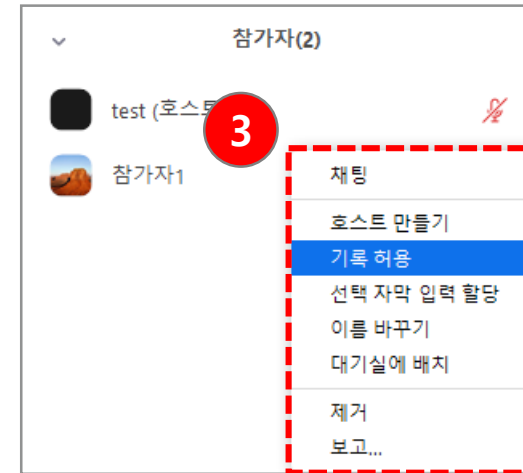 참가자(2)
test (호스트
3
참가자1
채팅
호스트 만들기
기록 허용
선택 자막 입력 할당
이름 바꾸기
대기실에 배치
제거
보고...